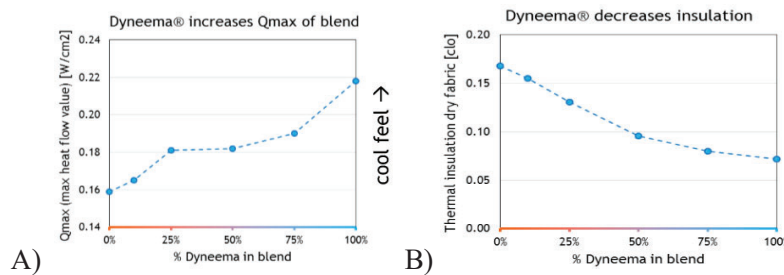 Dyneema® increases Qmax of blend
Qmax (max heat flow value) [W/cm2]
0.24
0.22
0.20
0.18
0.16
0.14
0%
25%
50%
75%
100%
% Dyneema in blend
cool feel →
A)
Dyneema® decreases insulation
Thermal insulation dry fabric [clo]
0.20
0.15
0.10
0.05
0.00
0%
25%
50%
75%
100%
% Dyneema in blend
B)